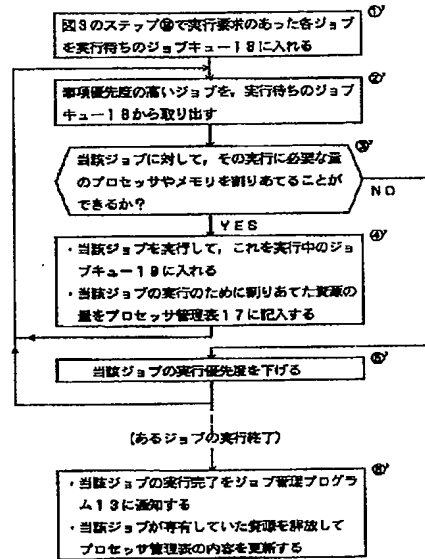 ①'
図3のステップ⑫で実行要求のあった各ジョブ
を実行待ちのジョブキュー18に入れる
②'
事項優先度の高いジョブを,実行待ちのジョブ
キュー18から取り出す
③'
当該ジョブに対して,その実行に必要な量
のプロセッサやメモリを割りあてることが
できるか?
NO
YES
④'
・当該ジョブを実行して,これを実行中のジョ
ブキュー19に入れる
・当該ジョブの実行のために割りあてた資源の
量をプロセッサ管理表17に記入する
⑤'
当該ジョブの実行優先度を下げる
(あるジョブの実行終了)
⑥'
・当該ジョブの実行完了をジョブ管理プログラ
ム13に通知する
・当該ジョブが専有していた資源を解放して
プロセッサ管理表の内容を更新する